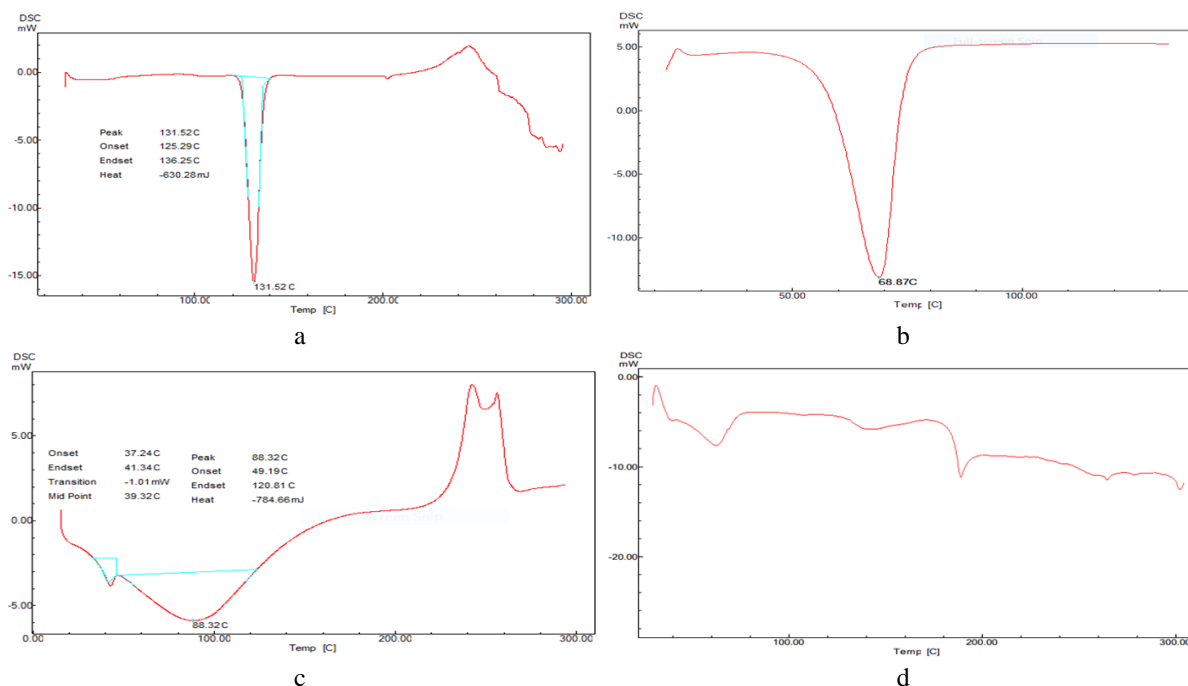 DSC
mW
0.00
-5.00
-10.00
-15.00
Peak 131.52C
Onset 125.29C
Endset 136.25C
Heat -630.28mJ
131.52C
100.00
200.00
300.00
Temp [C]
a
DSC
mW
5.00
0.00
-10.00
68.87C
50.00
100.00
Temp [C]
b
DSC
mW
5.00
0.00
-5.00
Onset 37.24C
Endset 41.34C
Transition -1.01mW
Mid Point 39.32C
Peak 88.32C
Onset 49.19C
Endset 120.81C
Heat -784.66mJ
88.32C
0.00
100.00
200.00
300.00
Temp [C]
c
DSC
mW
0.00
-10.00
-20.00
100.00
200.00
300.00
Temp [C]
d